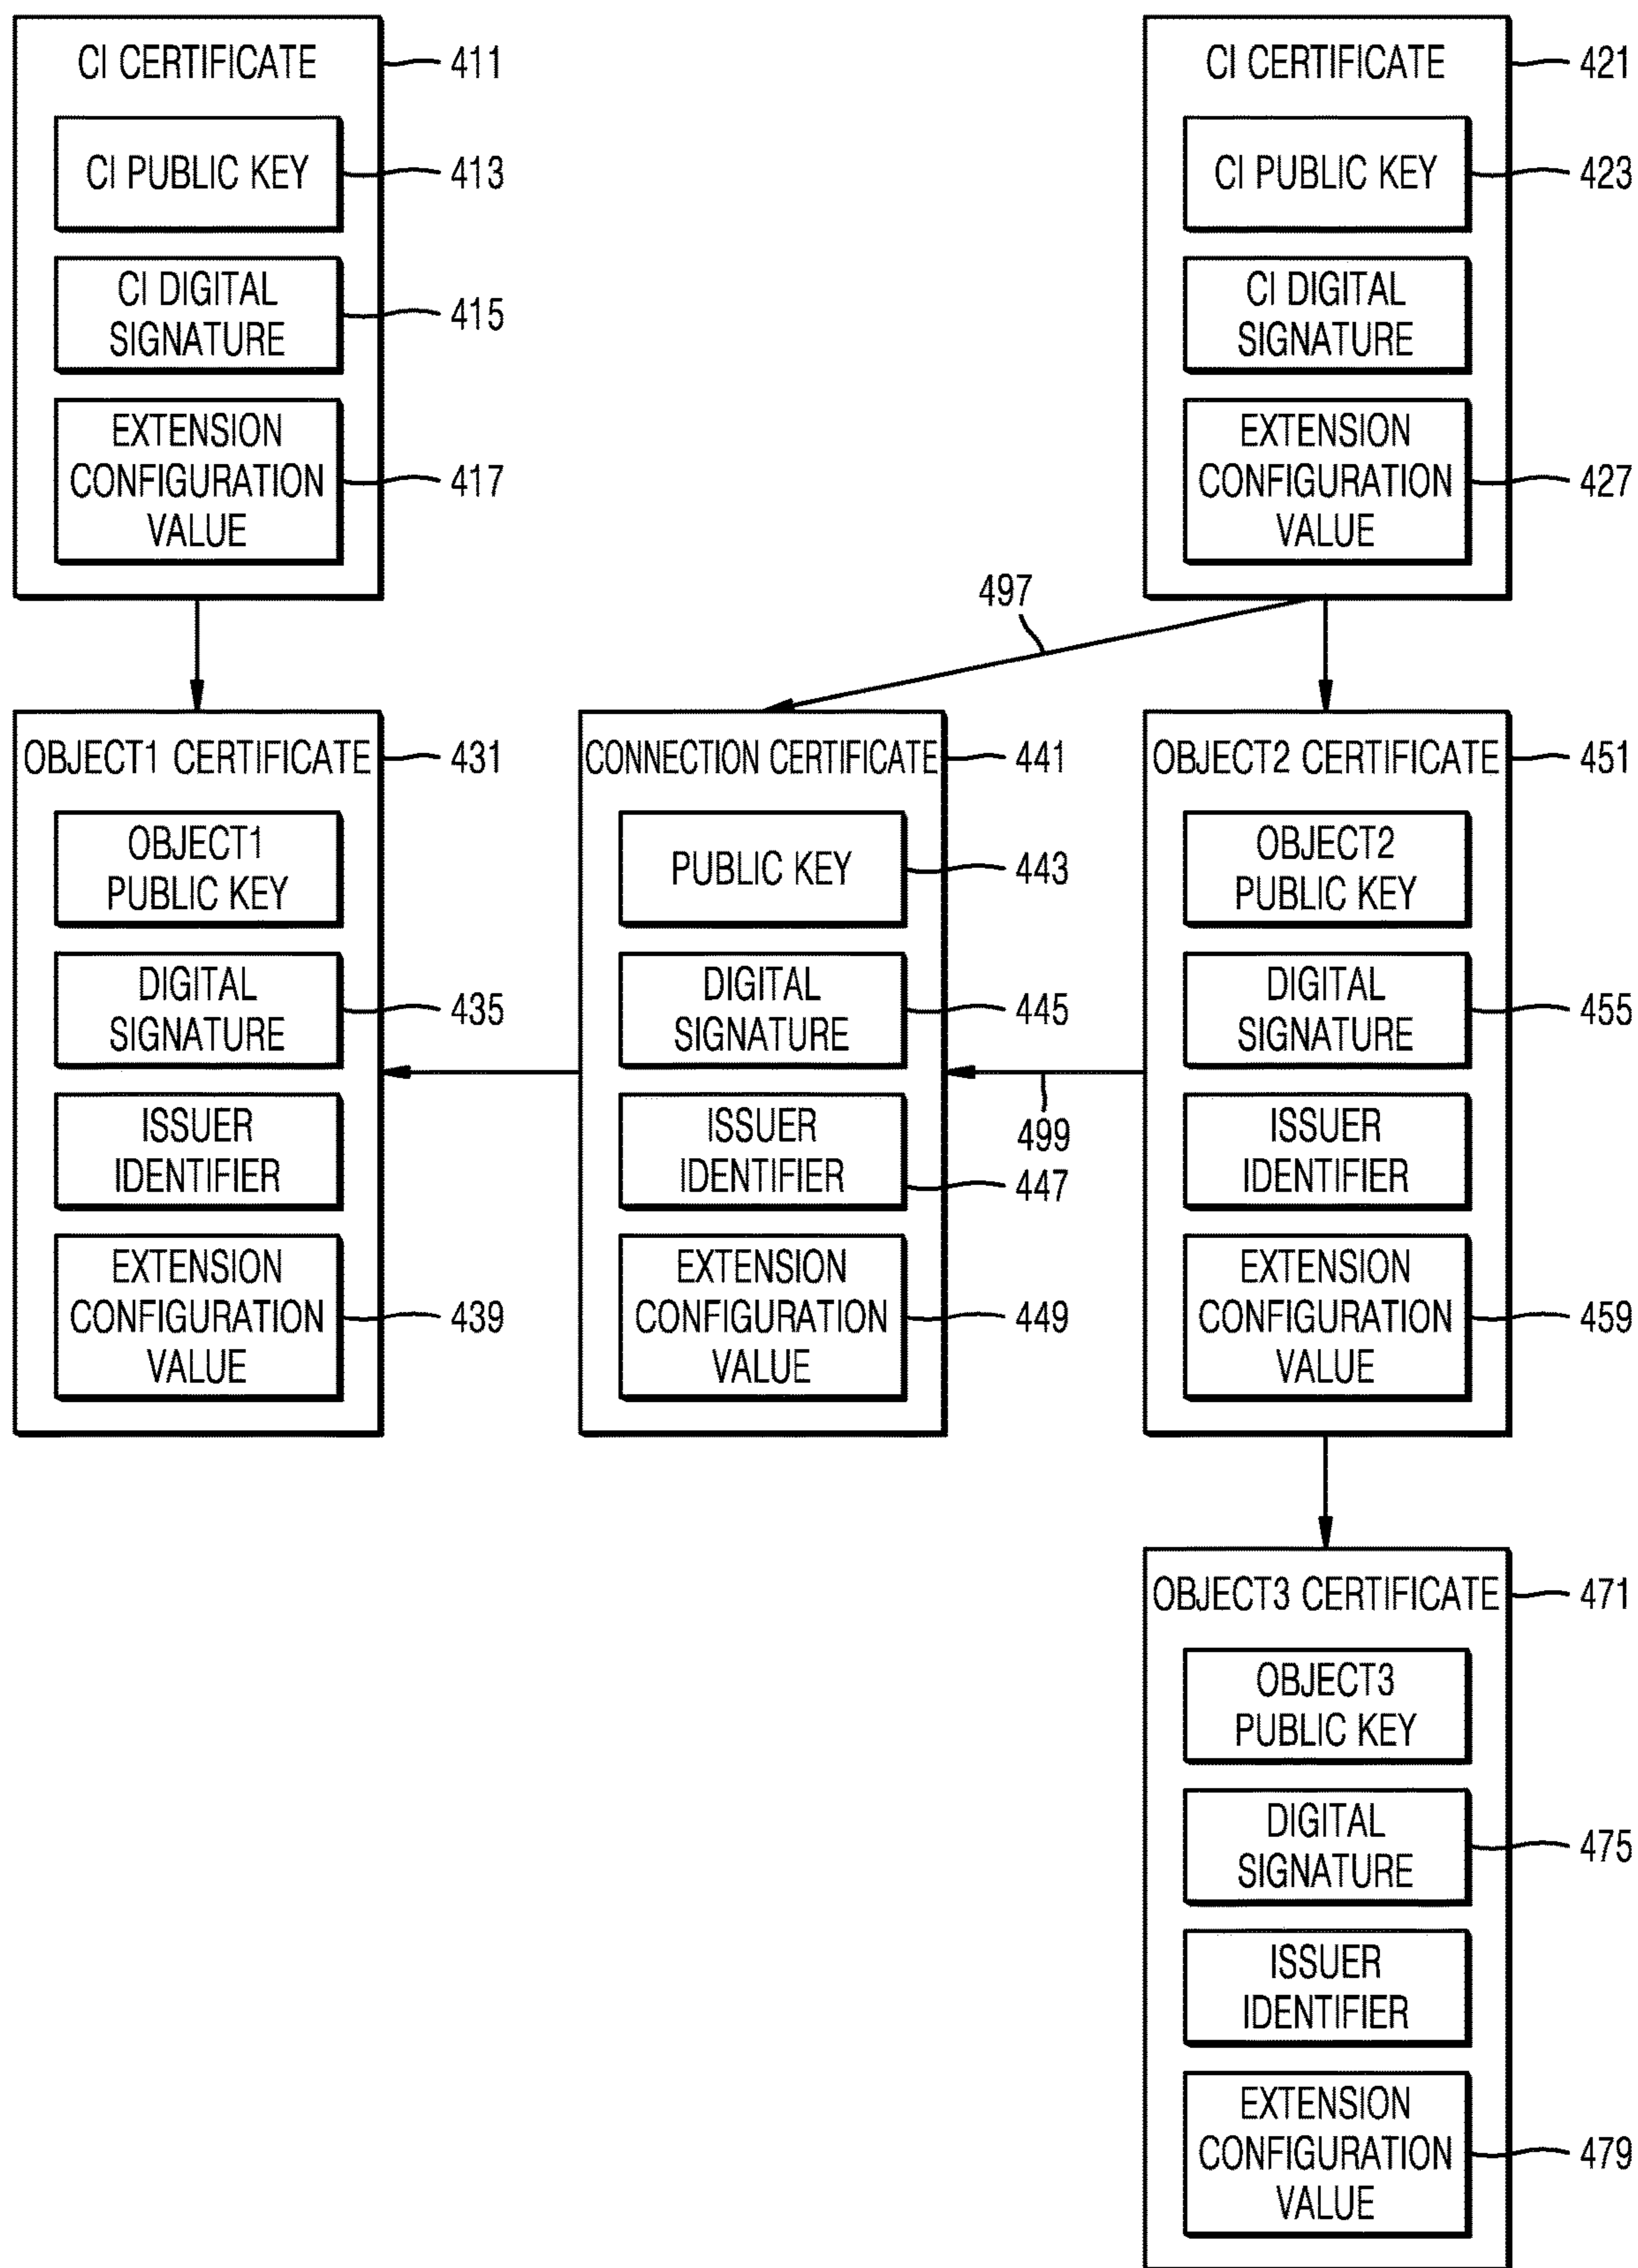 CI CERTIFICATE
411
CI PUBLIC KEY
413
CI DIGITAL
SIGNATURE
415
EXTENSION
CONFIGURATION
VALUE
417
CI CERTIFICATE
421
CI PUBLIC KEY
423
CI DIGITAL
SIGNATURE
EXTENSION
CONFIGURATION
VALUE
427
497
OBJECT1 CERTIFICATE
431
OBJECT1
PUBLIC KEY
DIGITAL
SIGNATURE
435
ISSUER
IDENTIFIER
EXTENSION
CONFIGURATION
VALUE
439
CONNECTION CERTIFICATE
441
PUBLIC KEY
443
DIGITAL
SIGNATURE
445
ISSUER
IDENTIFIER
447
EXTENSION
CONFIGURATION
VALUE
449
499
OBJECT2 CERTIFICATE
451
OBJECT2
PUBLIC KEY
DIGITAL
SIGNATURE
455
ISSUER
IDENTIFIER
EXTENSION
CONFIGURATION
VALUE
459
OBJECT3 CERTIFICATE
471
OBJECT3
PUBLIC KEY
DIGITAL
SIGNATURE
475
ISSUER
IDENTIFIER
EXTENSION
CONFIGURATION
VALUE
479